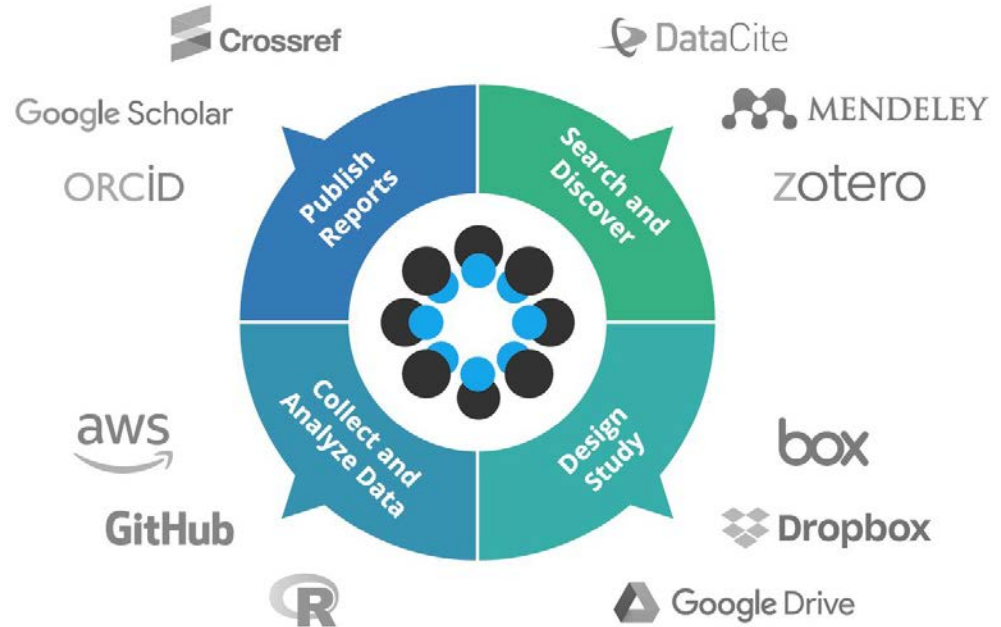 Crossref
DataCite
Google Scholar
MENDELEY
ORCiD
zotero
Publish
Reports
Search and
Discover
Collect and
Analyze Data
Design
Study
aws
box
GitHub
Dropbox
R
Google Drive